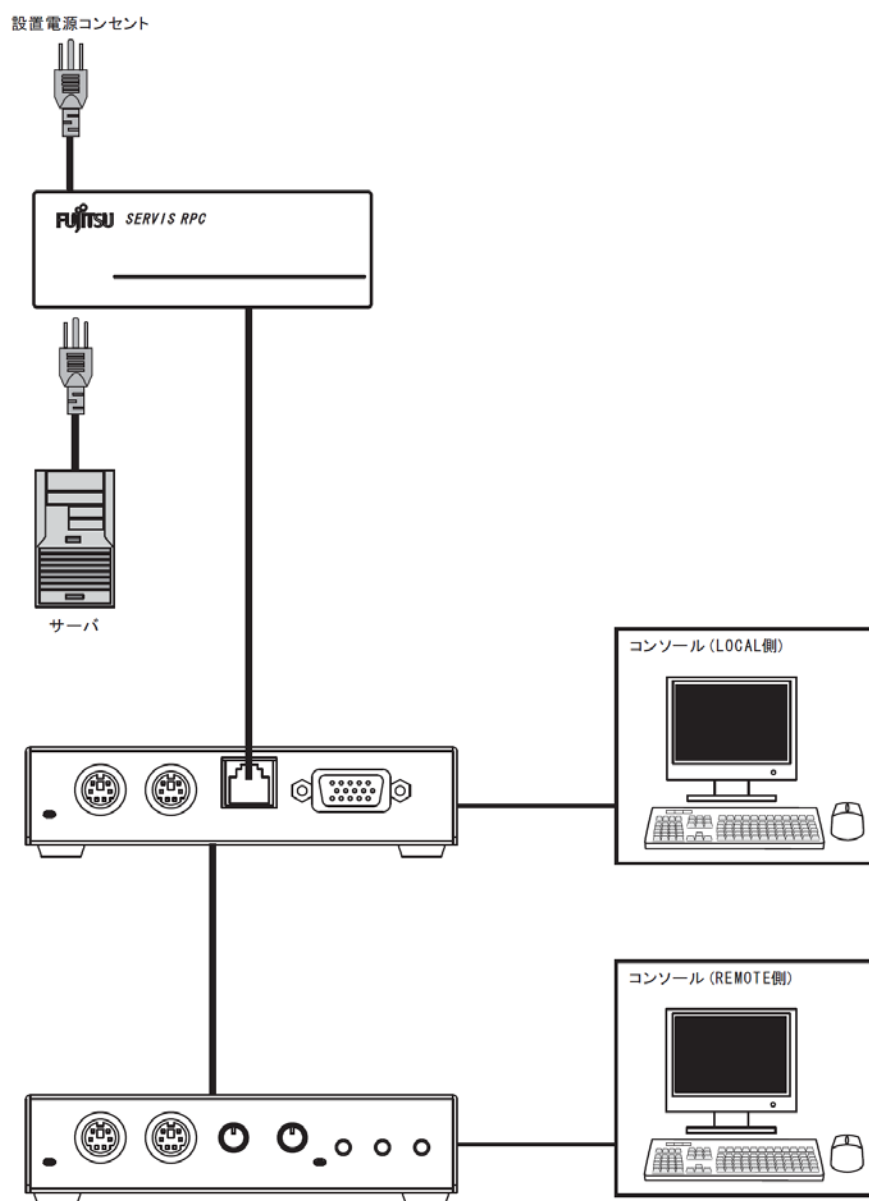 設置電源コンセント
FUJITSU SERVIS RPC
サーバ
コンソール(LOCAL側)
コンソール(REMOTE側)